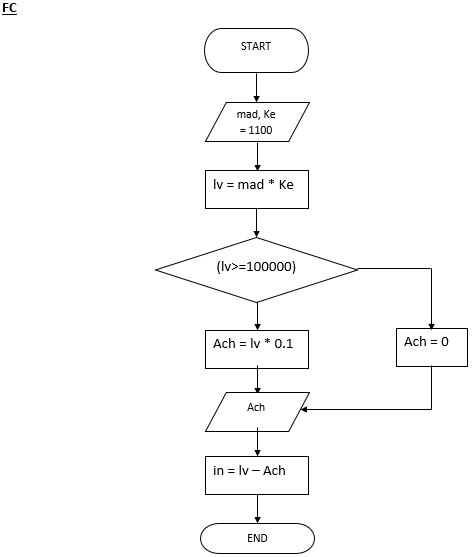 FC
START
mad, Ke
= 1100
lv = mad * Ke
(lv>=100000)
Ach = lv * 0.1
Ach = 0
Ach
in = lv – Ach
END